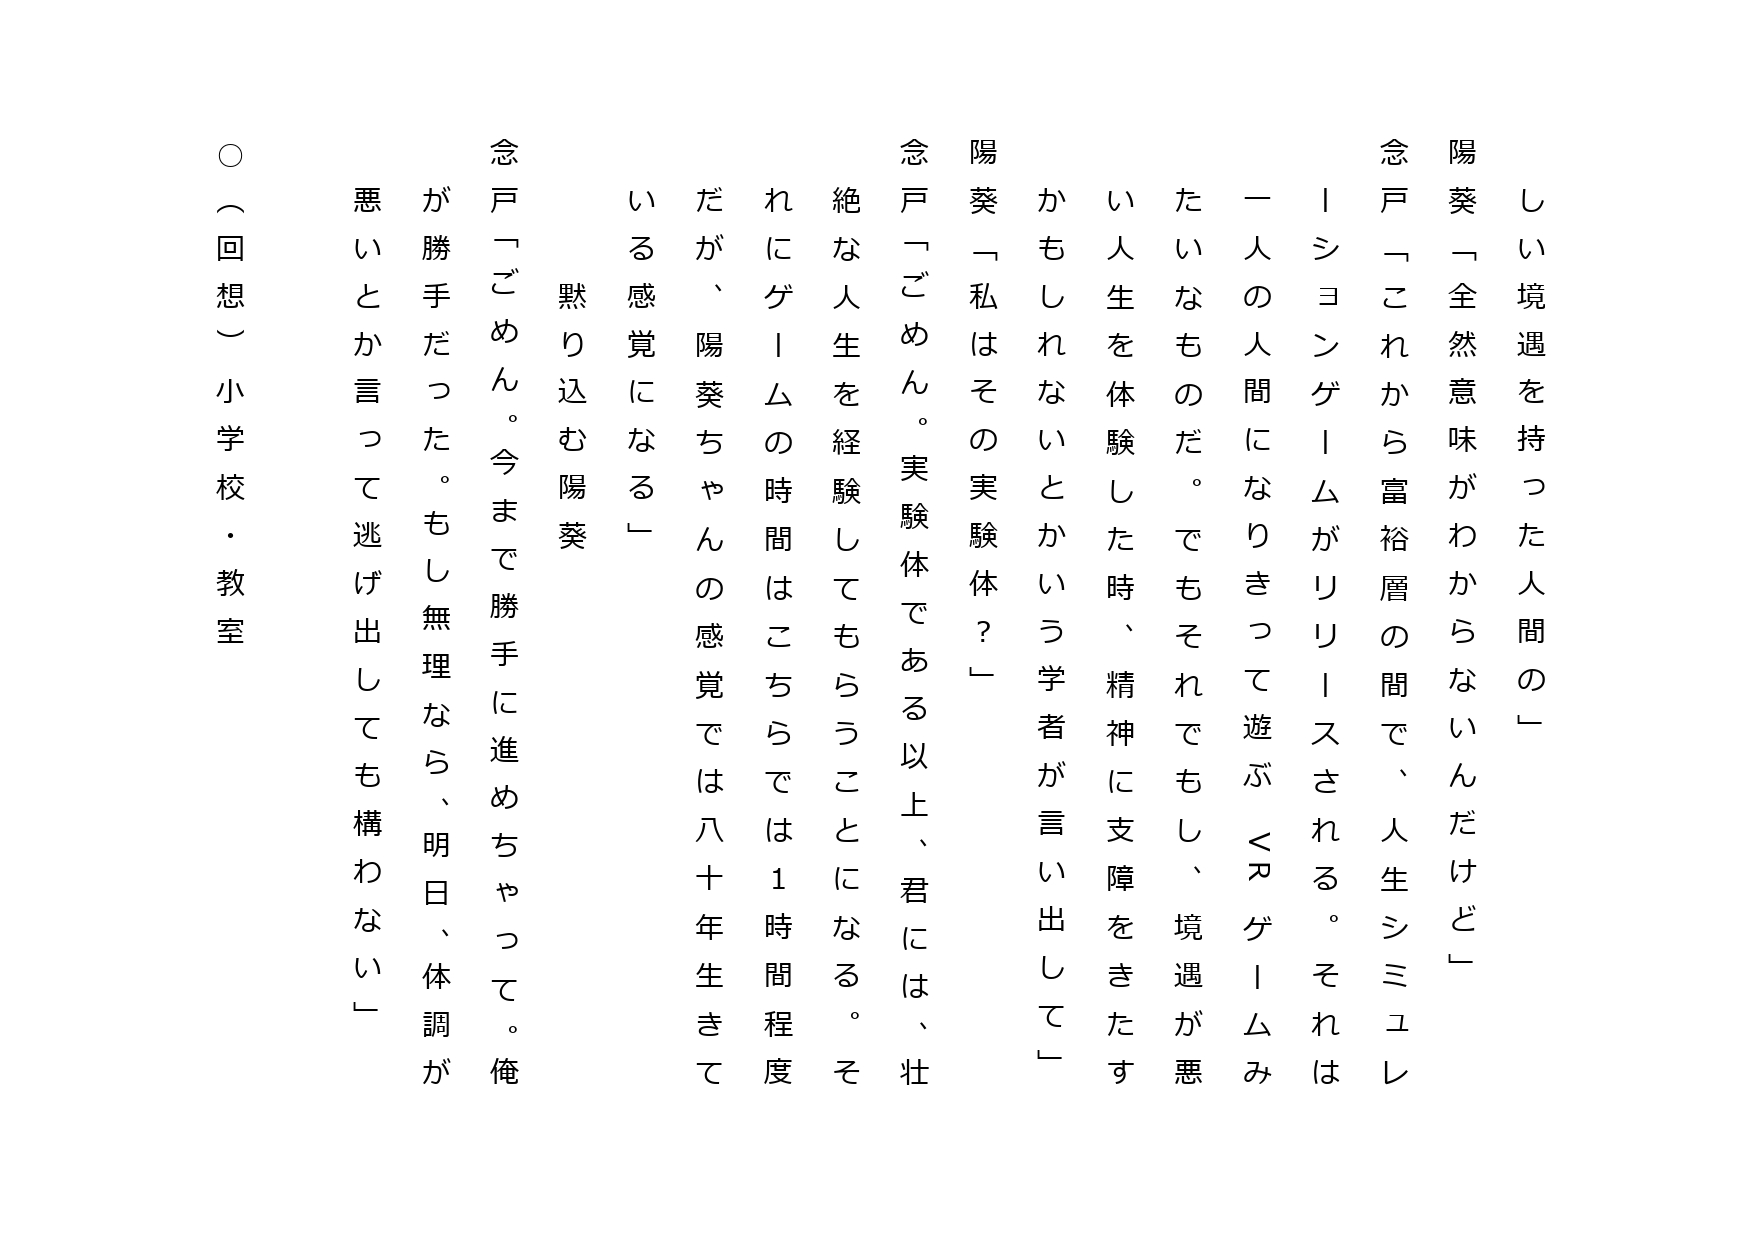 しい境遇を持った人間の」
陽葵「全然意味がわからないんだけど」
念戸「これから富裕層の間で、人生シミュレ
ーションゲームがリリースされる。それは
一人の人間になりきって遊ぶ VR ゲームみ
たいなものだ。でもそれでもし、境遇が悪
い人生を体験した時、精神に支障をきたす
かもしれないとかいう学者が言い出して」
陽葵「私はその実験体？」
念戸「ごめん。実験体である以上、君には、壮
絶な人生を経験してもらうことになる。そ
れにゲームの時間はこちらでは１時間程度
だが、陽葵ちゃんの感覚では八十年生きて
いる感覚になる」
黙り込む陽葵
念戸「ごめん。今まで勝手に進めちゃって。俺
が勝手だった。もし無理なら、明日、体調が
悪いとか言って逃げ出しても構わない」
〇（回想）小学校・教室